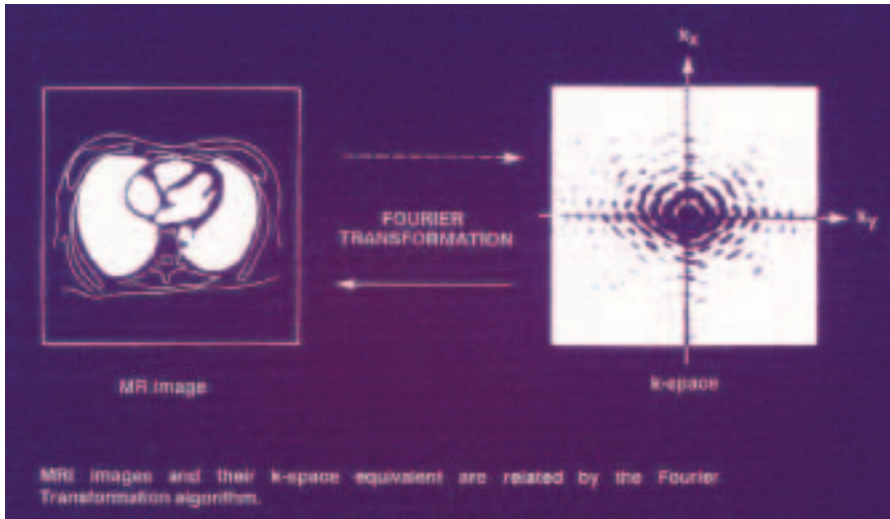 kx
FOURIER
TRANSFORMATION
ky
MR image
k-space
MRI images and their k-space equivalent are related by the Fourier
Transformation algorithm.